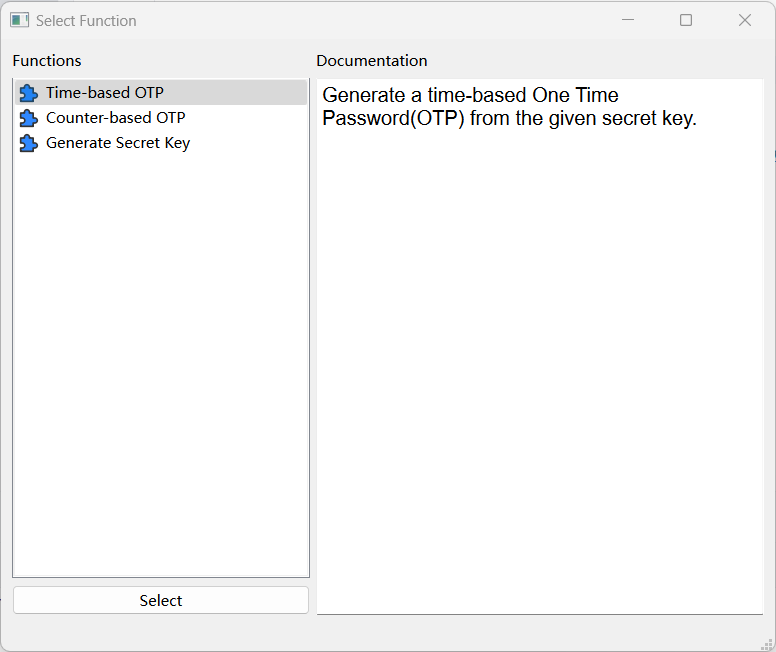 Select Function
Functions
Time-based OTP
Counter-based OTP
Generate Secret Key
Select
Documentation
Generate a time-based One Time
Password(OTP) from the given secret key.